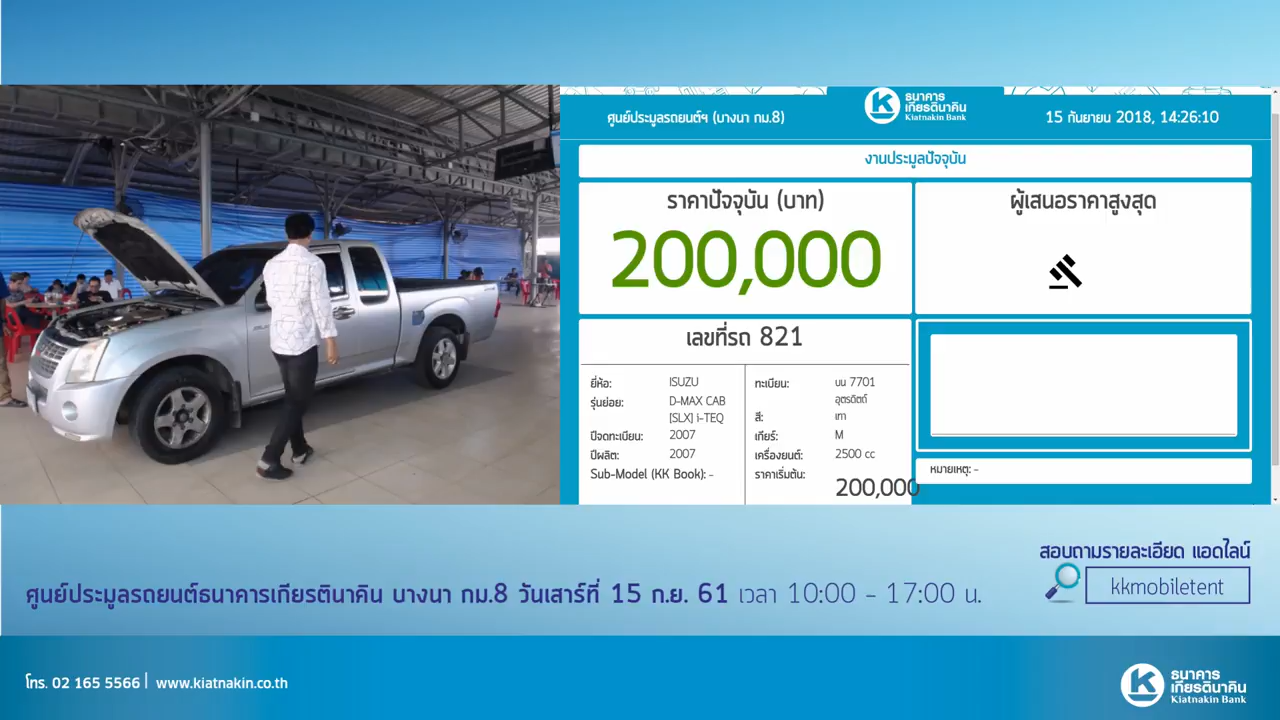 ศูนย์ประมูลรถยนต์ฯ (บางนา กม.8)
ธนาคาร
เกียรตินาคิน
Kiatnakin Bank
15 กันยายน 2018, 14:26:10
งานประมูลปัจจุบัน
ราคาปัจจุบัน (บาท)
200,000
ผู้เสนอราคาสูงสุด
เลขที่รถ 821
ยี่ห้อ: ISUZU
รุ่นย่อย: D-MAX CAB
[SLX] i-TEQ
ปีจดทะเบียน: 2007
ปีผลิต: 2007
Sub-Model (KK Book): -
ทะเบียน: บน 7701
อุตรดิตถ์
สี: เทา
เกียร์: M
เครื่องยนต์: 2500 cc
ราคาเริ่มต้น: 200,000
หมายเหตุ: -
สอบถามรายละเอียด แอดไลน์
kkmobiletent
ศูนย์ประมูลรถยนต์ธนาคารเกียรตินาคิน บางนา กม.8 วันเสาร์ที่ 15 ก.ย. 61 เวลา 10:00 - 17:00 น.
โทร. 02 165 5566 | www.kiatnakin.co.th
ธนาคาร
เกียรตินาคิน
Kiatnakin Bank